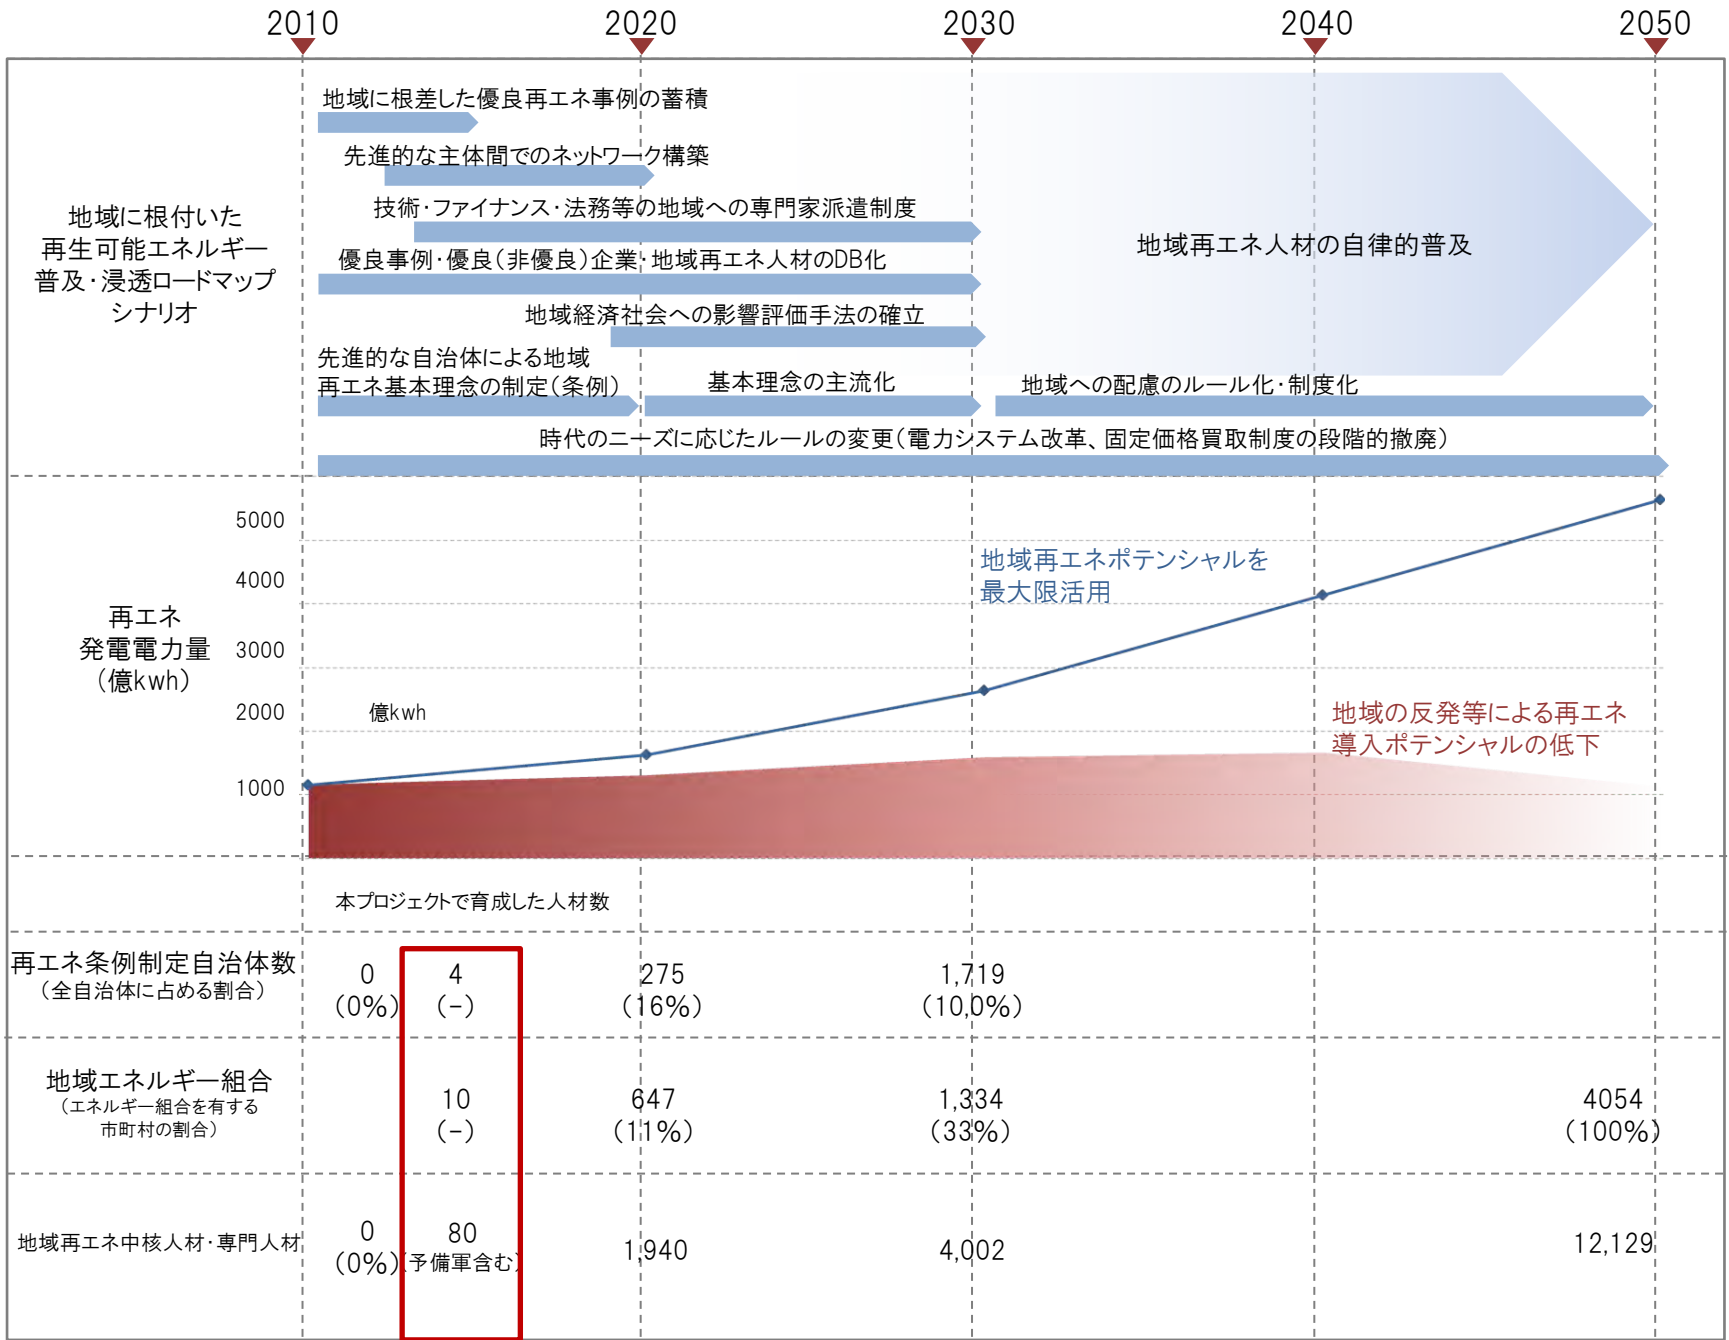 2010 2020 2030 2040 2050
地域に根付いた
再生可能エネルギー
普及・浸透ロードマップ
シナリオ
地域に根差した優良再エネ事例の蓄積
先進的な主体間でのネットワーク構築
技術・ファイナンス・法務等の地域への専門家派遣制度
優良事例・優良（非優良）企業・地域再エネ人材のDB化
地域経済社会への影響評価手法の確立
先進的な自治体による地域
再エネ基本理念の制定（条例）
基本理念の主流化
地域への配慮のルール化・制度化
時代のニーズに応じたルールの変更（電力システム改革、固定価格買取制度の段階的撤廃）
地域再エネ人材の自律的普及
再エネ
発電電力量
（億kwh）
5000
4000
3000
2000
1000
億kwh
地域再エネポテンシャルを
最大限活用
地域の反発等による再エネ
導入ポテンシャルの低下
本プロジェクトで育成した人材数
再エネ条例制定自治体数
（全自治体に占める割合）
0 4 275 1,719
(0%) (-) (16%) (10,0%)
地域エネルギー組合
（エネルギー組合を有する
市町村の割合）
10 647 1,334 4054
(-) (11%) (33%) (100%)
地域再エネ中核人材・専門人材
0 80 1,940 4,002 12,129
(0%) (予備軍含む)